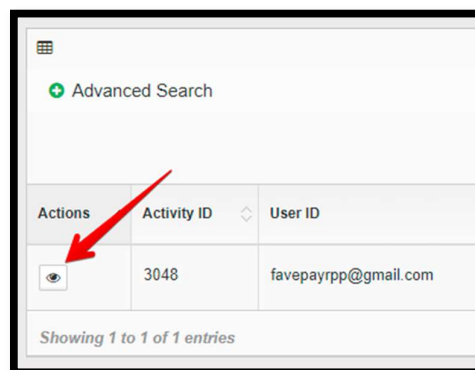 Advanced Search
Actions Activity ID User ID
3048 favepayrpp@gmail.com
Showing 1 to 1 of 1 entries